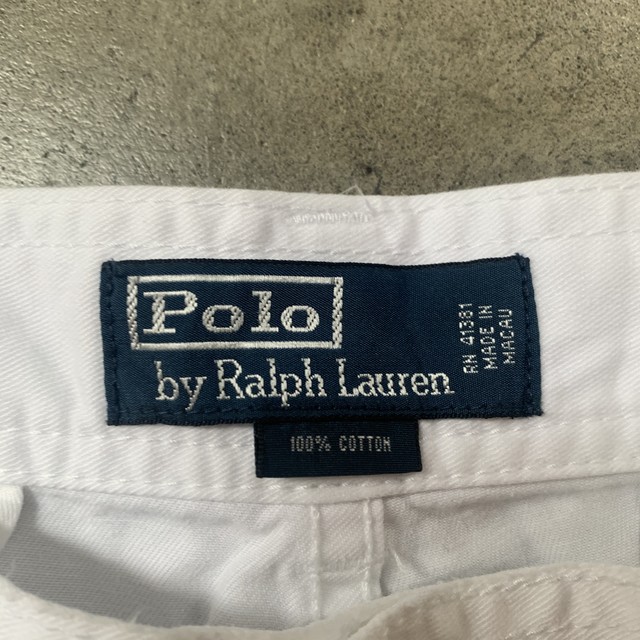 Polo
by Ralph Lauren
RN 41381
MADE IN
MACAU
100% COTTON